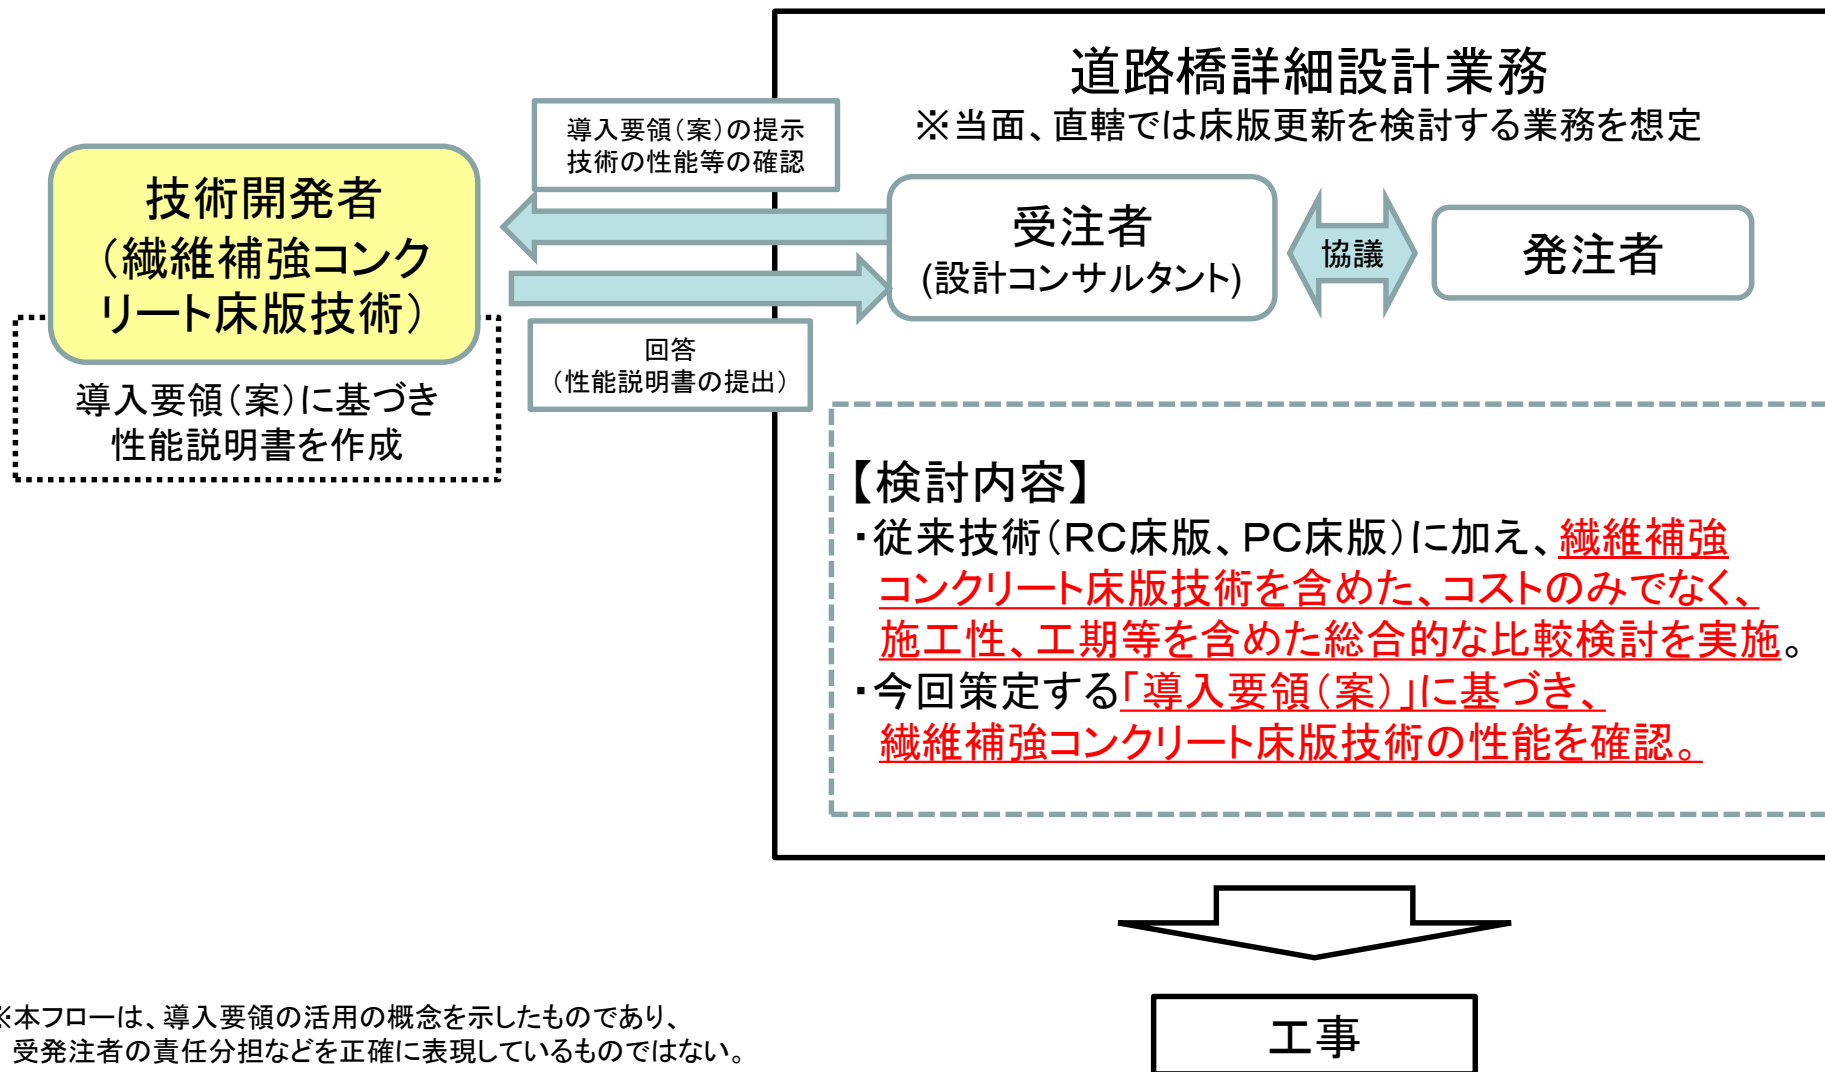 道路橋詳細設計業務
※当面、直轄では床版更新を検討する業務を想定
導入要領(案)の提示
技術の性能等の確認
技術開発者
(繊維補強コンク
リート床版技術)
受注者
(設計コンサルタント)
協議
発注者
回答
(性能説明書の提出)
導入要領(案)に基づき
性能説明書を作成
【検討内容】
・従来技術(RC床版、PC床版)に加え、繊維補強
コンクリート床版技術を含めた、コストのみでなく、
施工性、工期等を含めた総合的な比較検討を実施。
・今回策定する「導入要領(案)」に基づき、
繊維補強コンクリート床版技術の性能を確認。
※本フローは、導入要領の活用の概念を示したものであり、
受発注者の責任分担などを正確に表現しているものではない。
工事